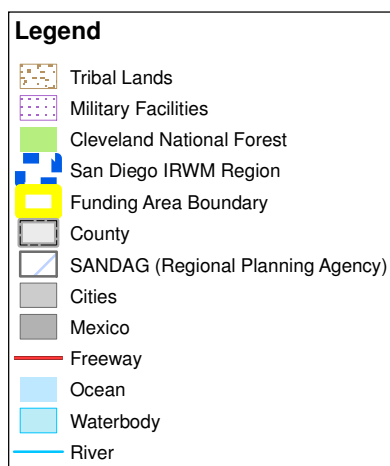 Legend
Tribal Lands
Military Facilities
Cleveland National Forest
San Diego IRWM Region
Funding Area Boundary
County
SANDAG (Regional Planning Agency)
Cities
Mexico
Freeway
Ocean
Waterbody
River